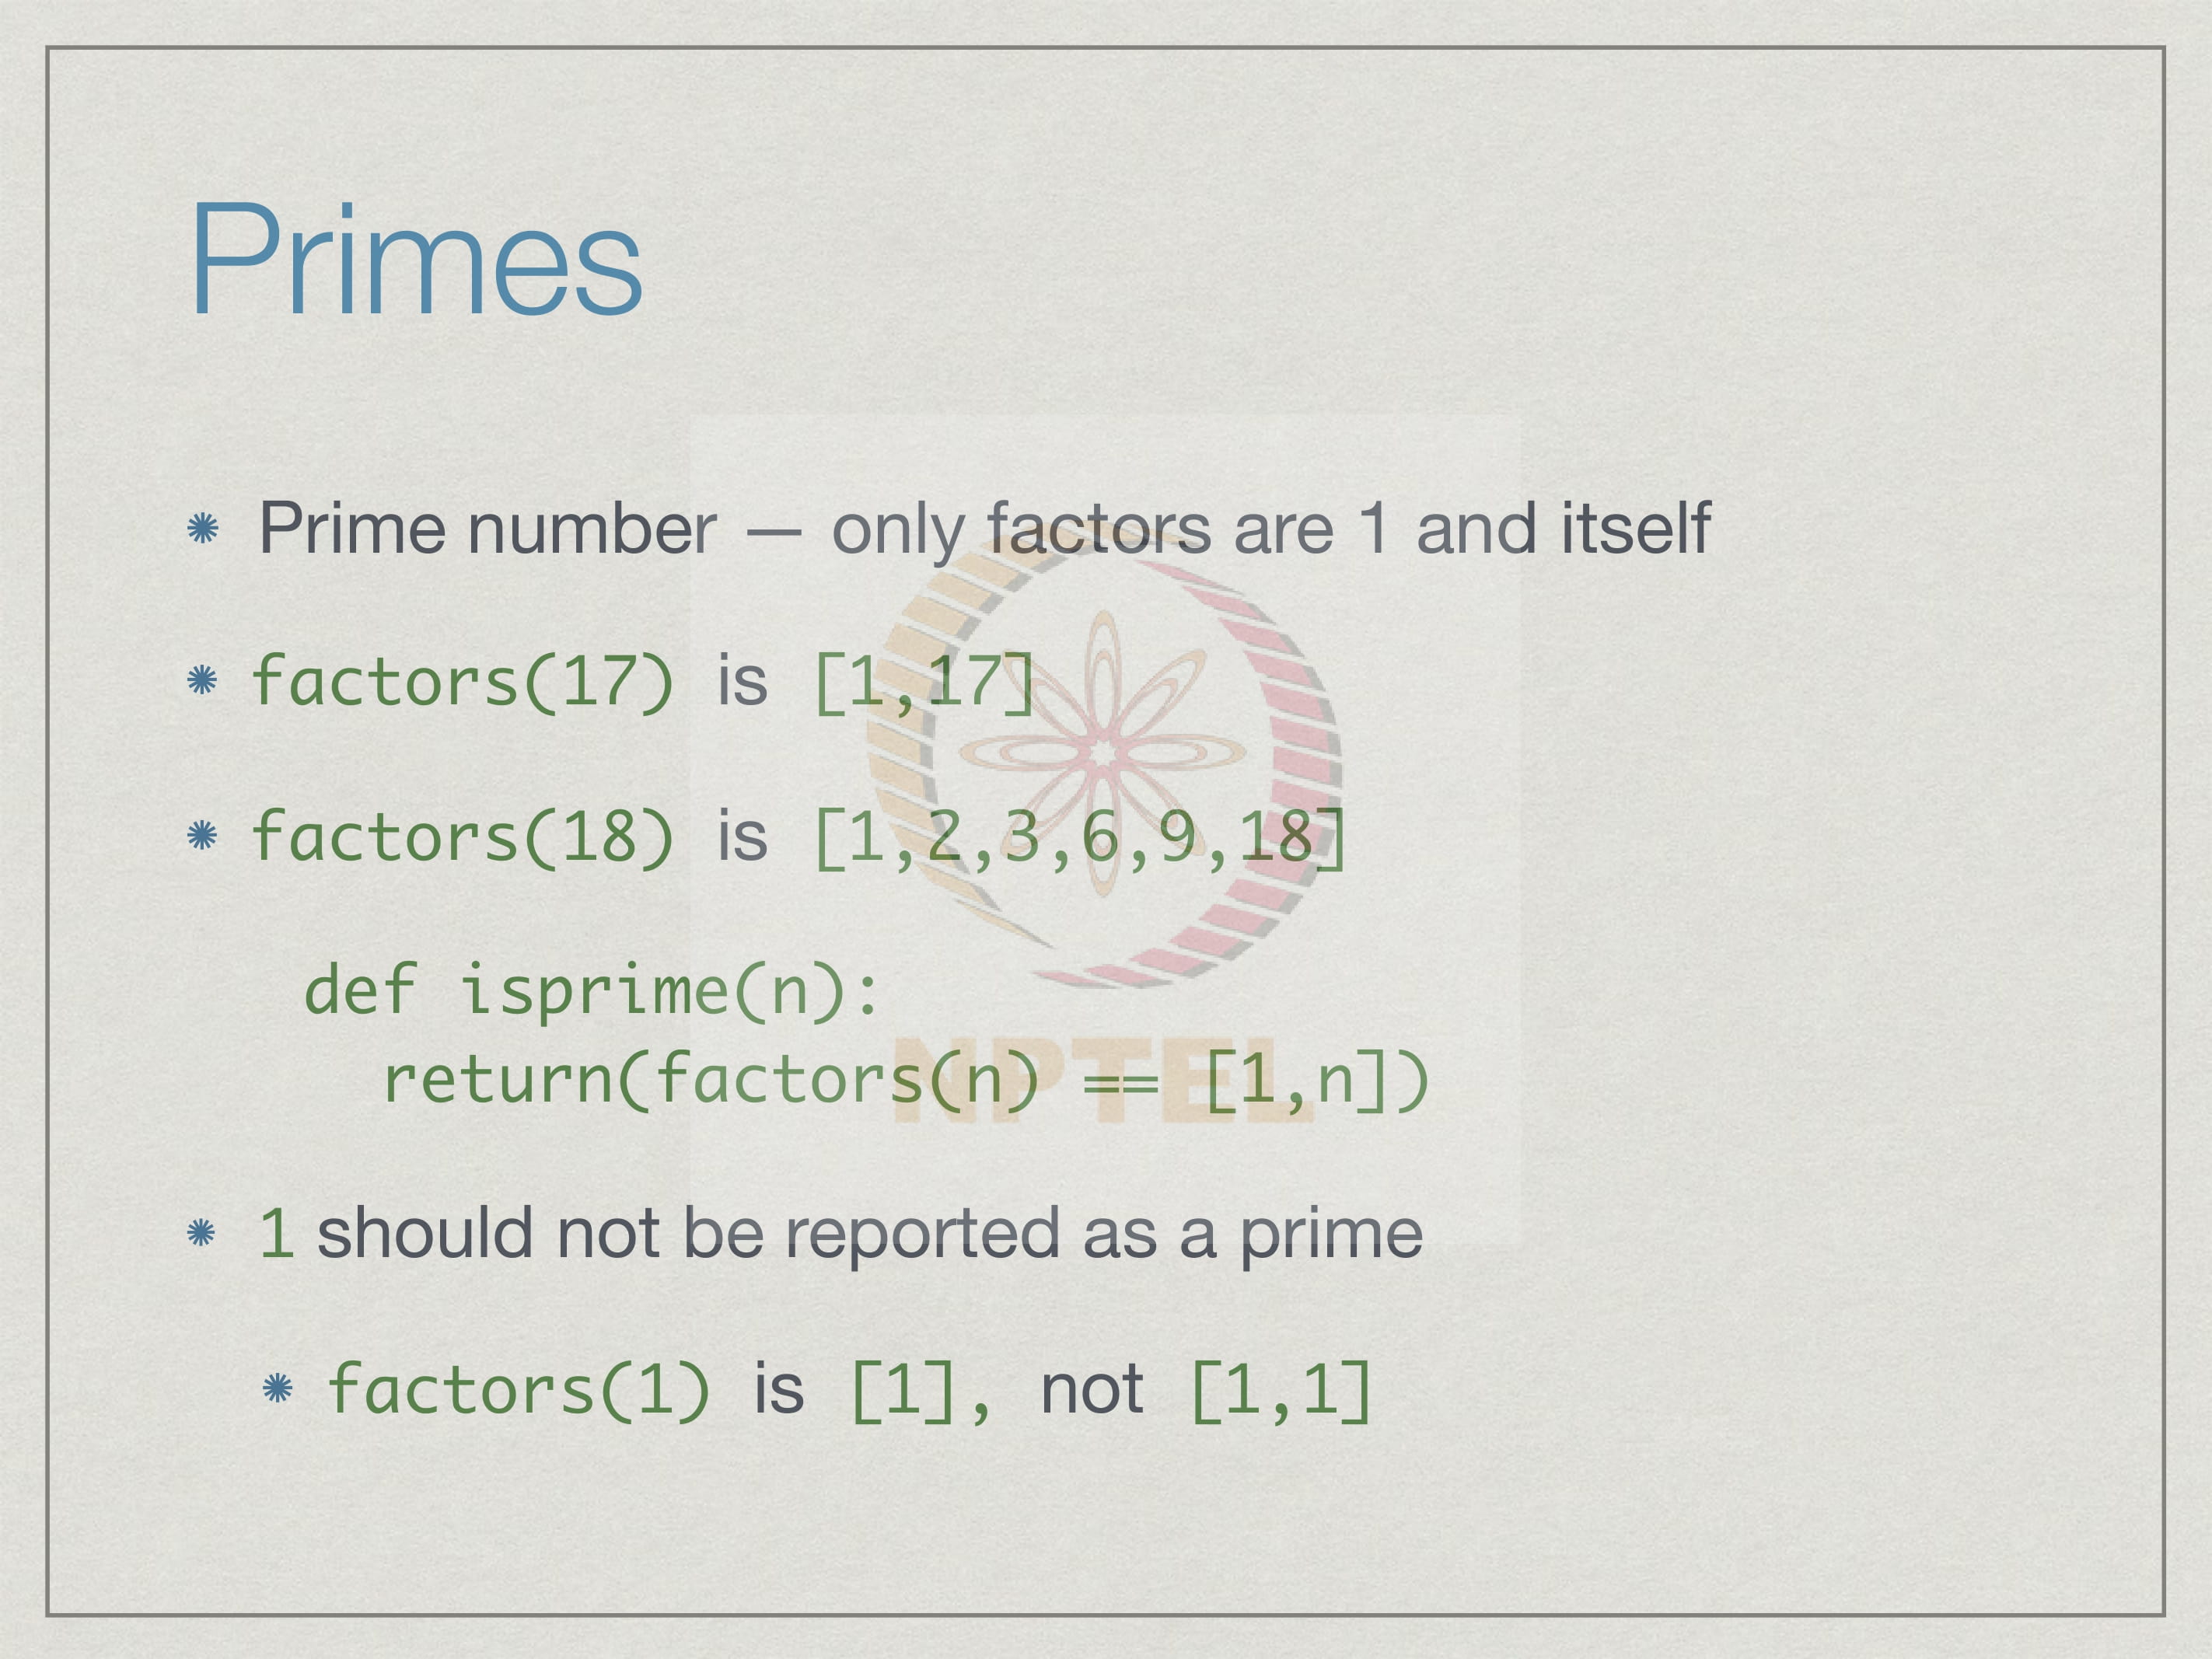 Primes
Prime number — only factors are 1 and itself
factors(17) is [1,17]
factors(18) is [1,2,3,6,9,18]
def isprime(n):
return(factors(n) == [1,n])
NPTEL
1 should not be reported as a prime
factors(1) is [1], not [1,1]